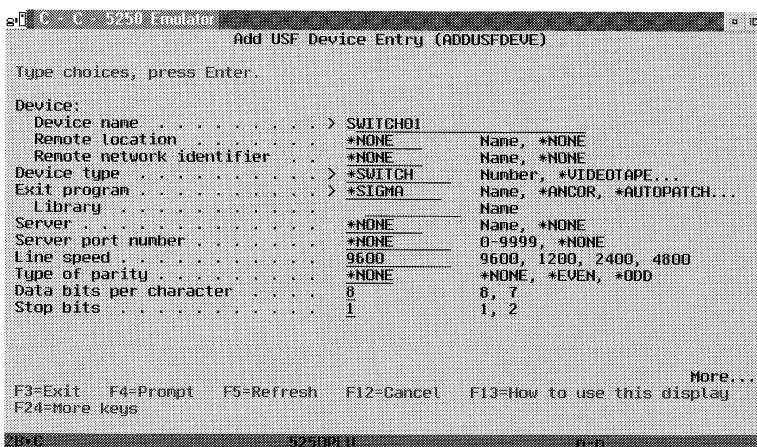 C - C - 5250 Emulator
Add USF Device Entry (ADDUSFDEVE)
Type choices, press Enter.
Device:
Device name . . . . . . . . . > SWITCH01
Remote location . . . . . . . *NONE Name, *NONE
Remote network identifier . . *NONE Name, *NONE
Device type . . . . . . . . . . > *SWITCH Number, *VIDEOTAPE...
Exit program . . . . . . . . . . > *SIGMA Name, *ANCOR, *AUTOPATCH...
Library . . . . . . . . . . . Name
Server . . . . . . . . . . . . . *NONE Name, *NONE
Server port number . . . . . . . *NONE 0-9999, *NONE
Line speed . . . . . . . . . . . 9600 9600, 1200, 2400, 4800
Type of parity . . . . . . . . . *NONE *NONE, *EVEN, *ODD
Data bits per character . . . . 8 8, 7
Stop bits . . . . . . . . . . . 1 1, 2
More...
F3=Exit F4=Prompt F5=Refresh F12=Cancel F13=How to use this display
F24=More keys